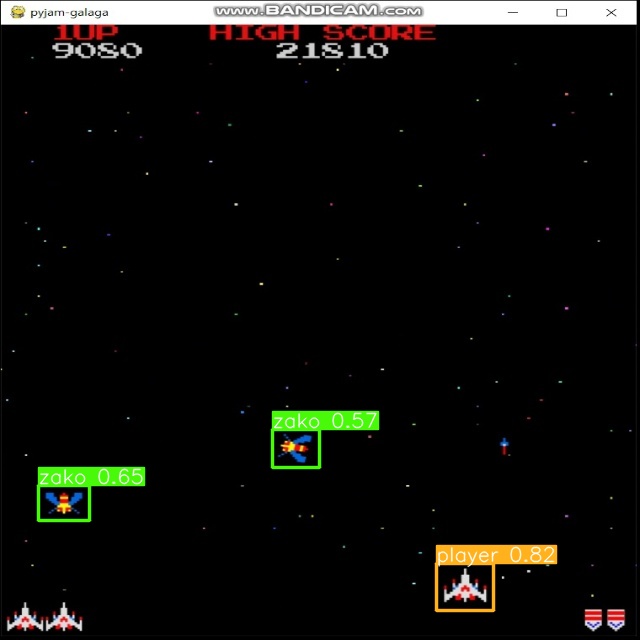 pyjam-galaga
www.BANDICAM.com
1UP HIGH SCORE
9080 21810
zako 0.57
zako 0.65
player 0.82